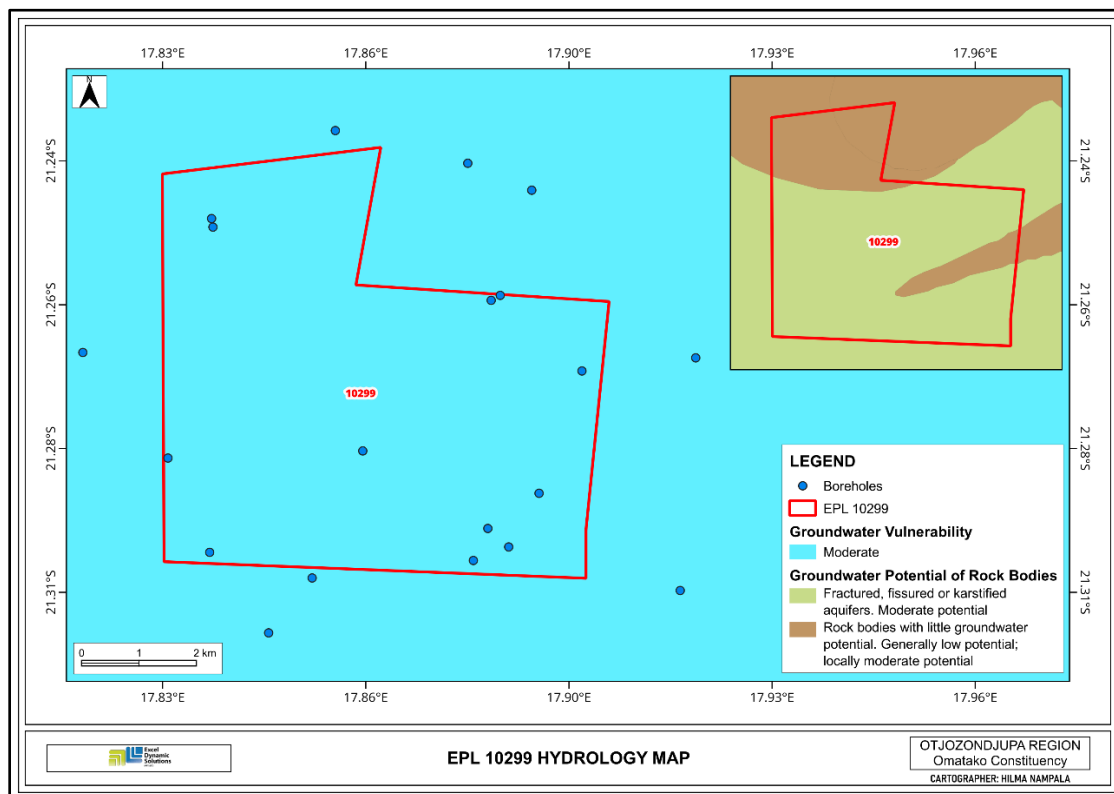 17.83°E 17.86°E 17.90°E 17.93°E 17.96°E
N
21.24°S 21.24°S
21.26°S 21.26°S
21.28°S 21.28°S
21.31°S 21.31°S
10299
10299
LEGEND
Boreholes
EPL 10299
Groundwater Vulnerability
Moderate
Groundwater Potential of Rock Bodies
Fractured, fissured or karstified
aquifers. Moderate potential
Rock bodies with little groundwater
potential. Generally low potential;
locally moderate potential
0 1 2 km
17.83°E 17.86°E 17.90°E 17.93°E 17.96°E
Excel
Dynamic
Solutions
EPL 10299 HYDROLOGY MAP
OTJOZONDJUPA REGION
Omatako Constituency
CARTOGRAPHER: HILMA NAMPALA